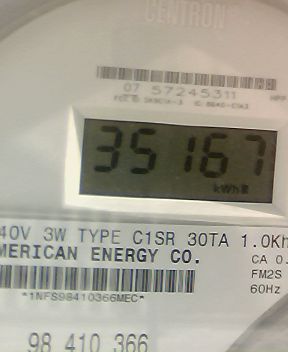 CENTRON
07 57245311
35167
kWh
40V 3W TYPE C1SR 30TA 1.0Kh
MERICAN ENERGY CO.
CA 0.
FM2S
*1NFS98410366MEC*
60Hz
98 410 366